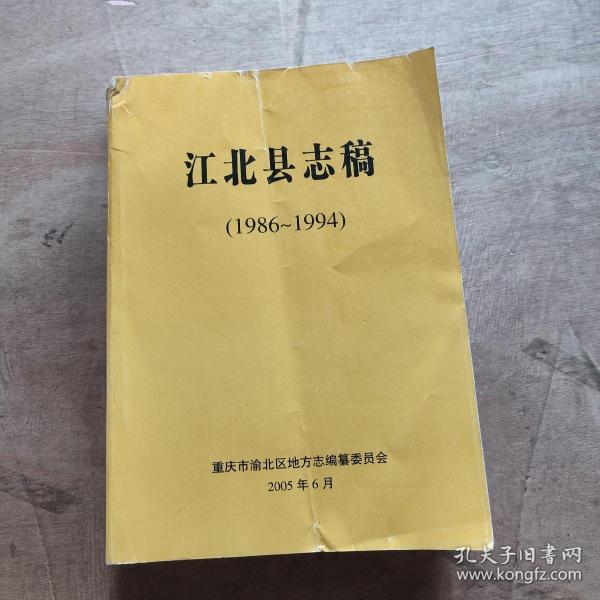 江北县志稿
(1986~1994)
重庆市渝北区地方志编纂委员会
2005年6月
孔夫子旧书网
www.kongfz.com